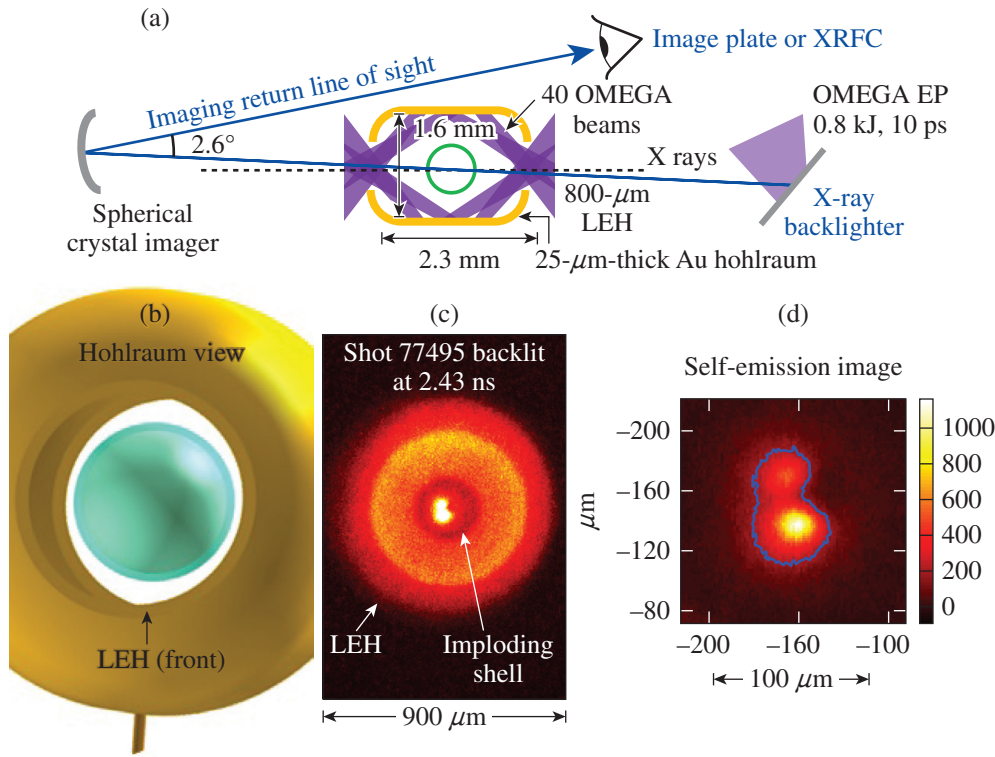 (a)
Imaging return line of sight
2.6°
Spherical
crystal imager
1.6 mm
2.3 mm
40 OMEGA
beams
Image plate or XRFC
OMEGA EP
0.8 kJ, 10 ps
X rays
800-μm
LEH
X-ray
backlighter
25-μm-thick Au hohlraum
(b)
Hohlraum view
LEH (front)
(c)
Shot 77495 backlit
at 2.43 ns
LEH
Imploding
shell
900 μm
(d)
Self-emission image
–200
–160
–120
–80
μm
–200
–160
–100
100 μm
1000
800
600
400
200
0